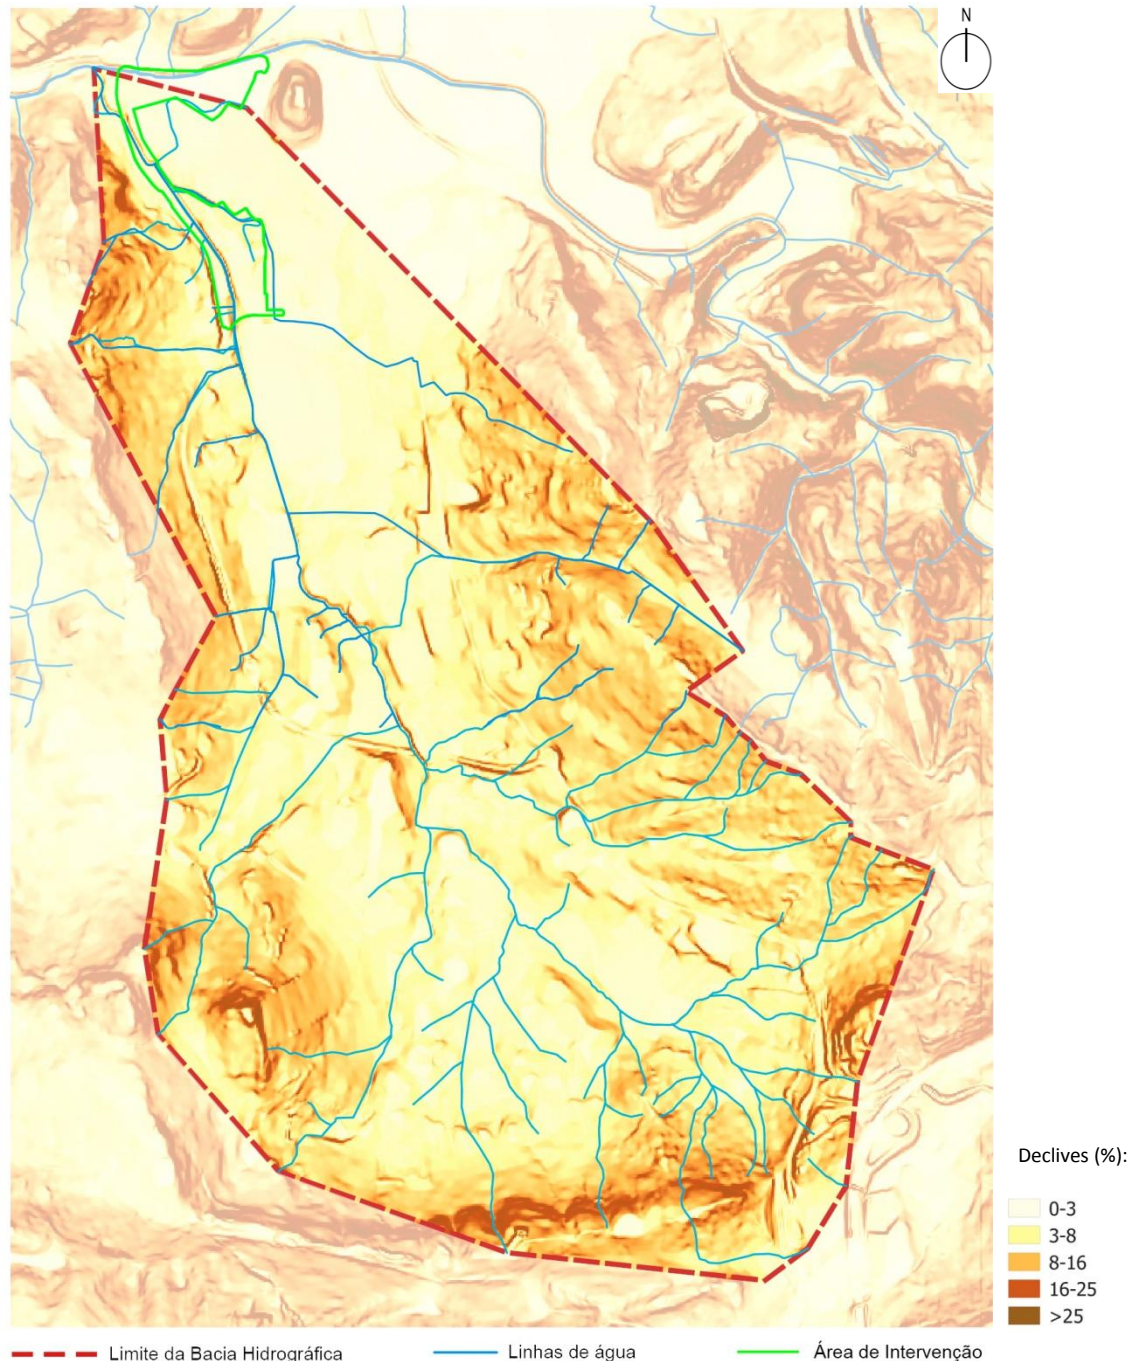 N
Declives (%):
0-3
3-8
8-16
16-25
>25
Limite da Bacia Hidrográfica
Linhas de água
Área de Intervenção